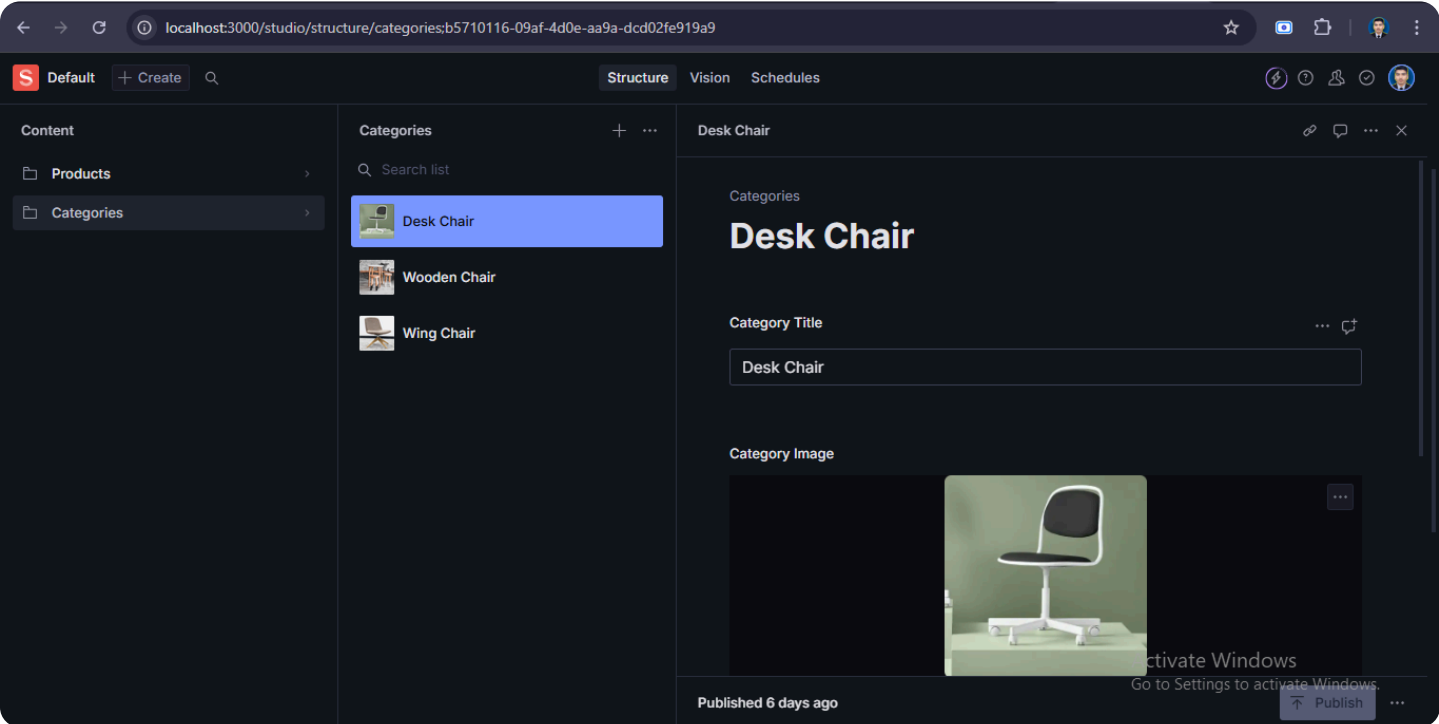 localhost:3000/studio/structure/categories;b5710116-09af-4d0e-aa9a-dcd02fe919a9
S Default + Create Structure Vision Schedules
Content
Products
Categories
Categories
Search list
Desk Chair
Wooden Chair
Wing Chair
Desk Chair
Categories
Desk Chair
Category Title
Desk Chair
Category Image
Activate Windows
Go to Settings to activate Windows.
Published 6 days ago
Publish